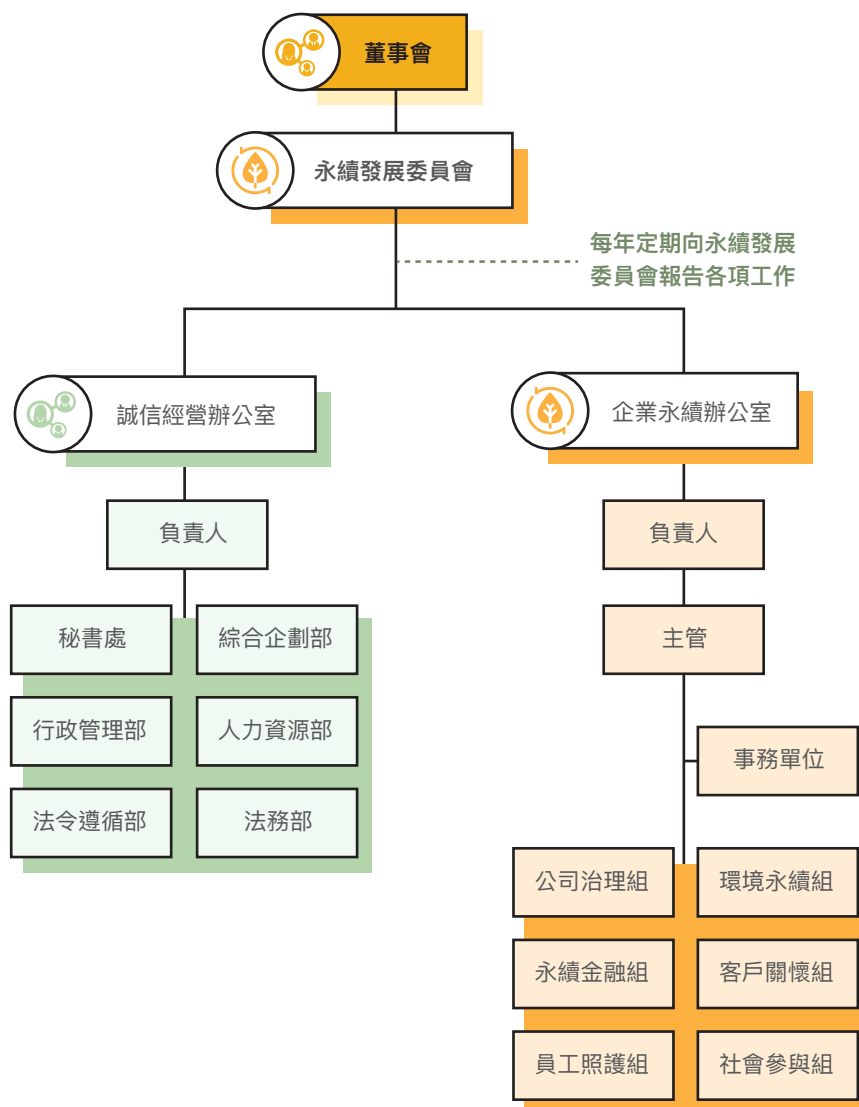 董事會
永續發展委員會
每年定期向永續發展
委員會報告各項工作
誠信經營辦公室
企業永續辦公室
負責人
負責人
秘書處
綜合企劃部
主管
行政管理部
人力資源部
事務單位
法令遵循部
法務部
公司治理組
環境永續組
永續金融組
客戶關懷組
員工照護組
社會參與組